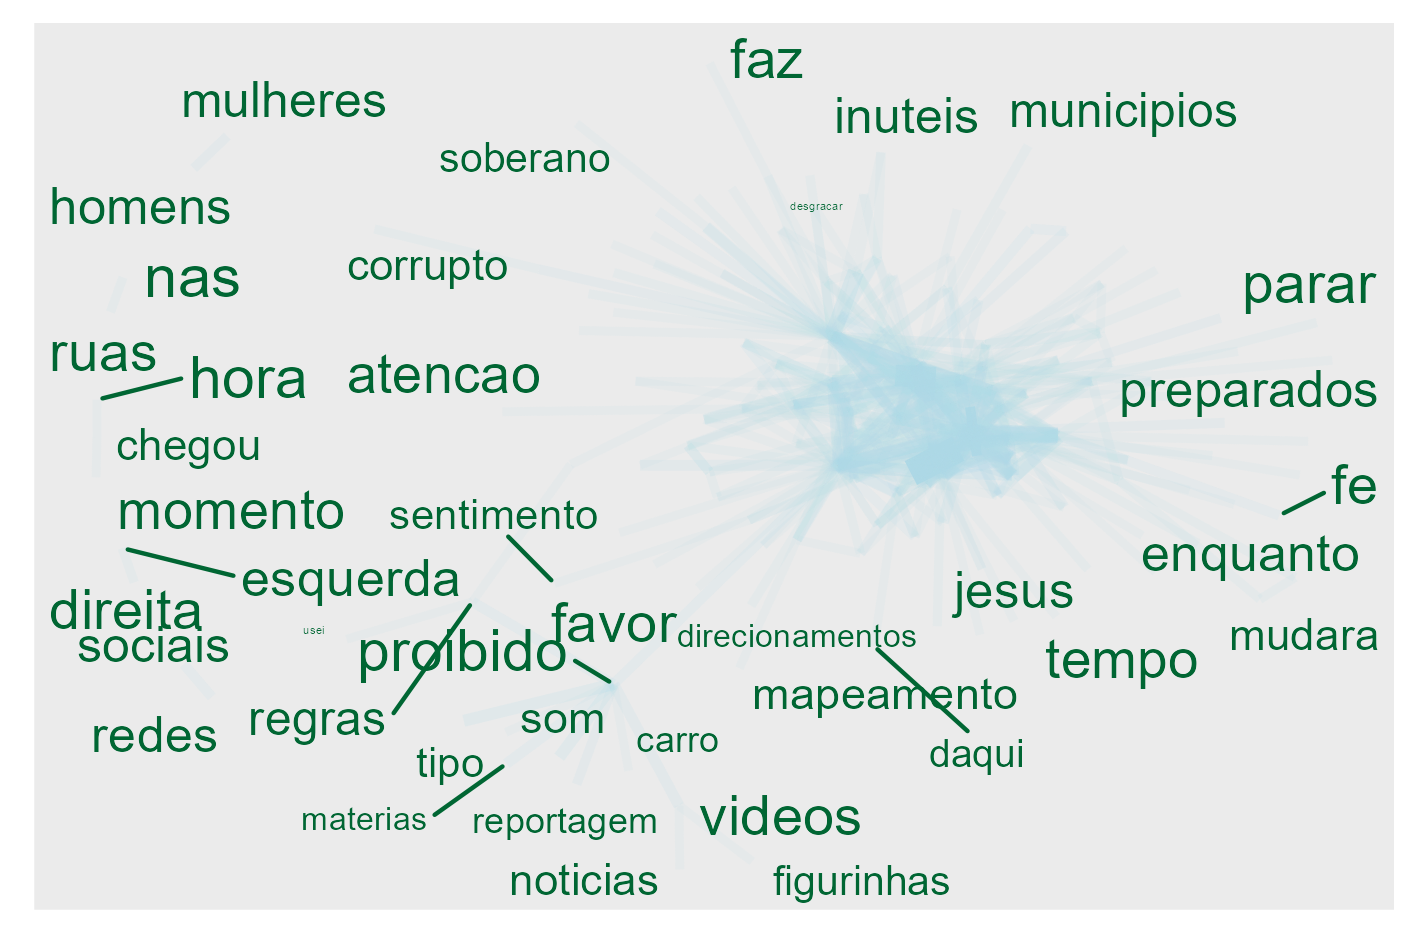 faz
mulheres
inuteis
municipios
soberano
homens
desgracar
nas
corrupto
parar
ruas
hora
atencao
preparados
chegou
fe
momento
sentimento
enquanto
esquerda
jesus
direita
favor
usei
direcionamentos
mudara
sociais
proibido
tempo
mapeamento
regras
som
redes
carro
daqui
tipo
materias
reportagem
videos
noticias
figurinhas